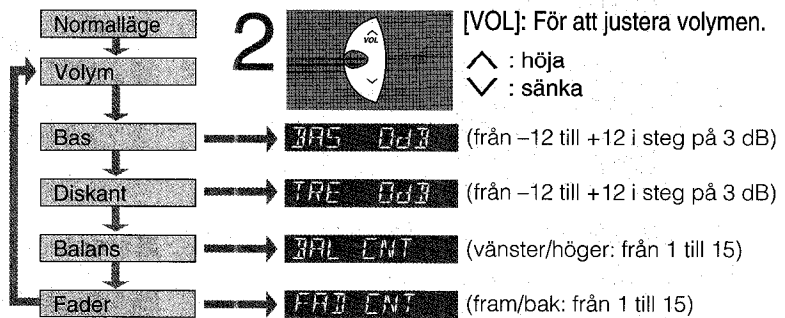 Normalläge
2
VOL
[VOL]: För att justera volymen.
: höja
: sänka
Volym
Bas
BAS 0dB
(från –12 till +12 i steg på 3 dB)
Diskant
TRE 0dB
(från –12 till +12 i steg på 3 dB)
Balans
BAL CNT
(vänster/höger: från 1 till 15)
Fader
FAD CNT
(fram/bak: från 1 till 15)